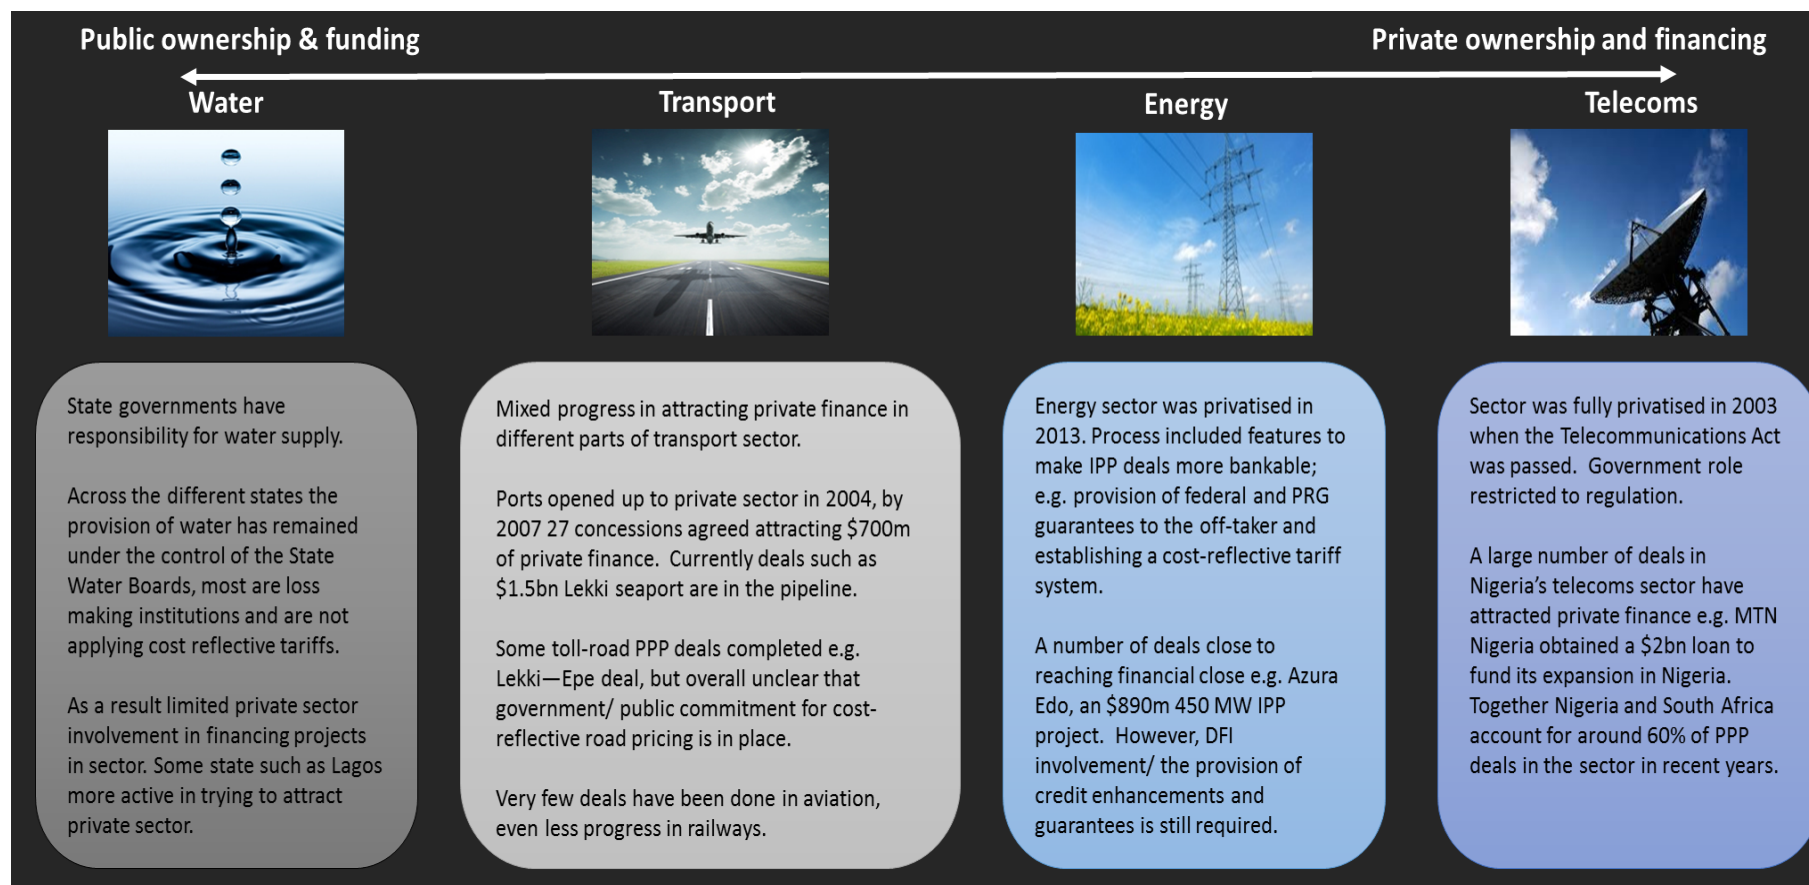 Public ownership & funding
Private ownership and financing
Water
Transport
Energy
Telecoms
State governments have
responsibility for water supply.
Across the different states the
provision of water has remained
under the control of the State
Water Boards, most are loss
making institutions and are not
applying cost reflective tariffs.
As a result limited private sector
involvement in financing projects
in sector. Some state such as Lagos
more active in trying to attract
private sector.
Mixed progress in attracting private finance in
different parts of transport sector.
Ports opened up to private sector in 2004, by
2007 27 concessions agreed attracting $700m
of private finance.  Currently deals such as
$1.5bn Lekki seaport are in the pipeline.
Some toll-road PPP deals completed e.g.
Lekki—Epe deal, but overall unclear that
government/ public commitment for cost-
reflective road pricing is in place.
Very few deals have been done in aviation,
even less progress in railways.
Energy sector was privatised in
2013. Process included features to
make IPP deals more bankable;
e.g. provision of federal and PRG
guarantees to the off-taker and
establishing a cost-reflective tariff
system.
A number of deals close to
reaching financial close e.g. Azura
Edo, an $890m 450 MW IPP
project.  However, DFI
involvement/ the provision of
credit enhancements and
guarantees is still required.
Sector was fully privatised in 2003
when the Telecommunications Act
was passed.  Government role
restricted to regulation.
A large number of deals in
Nigeria's telecoms sector have
attracted private finance e.g. MTN
Nigeria obtained a $2bn loan to
fund its expansion in Nigeria.
Together Nigeria and South Africa
account for around 60% of PPP
deals in the sector in recent years.